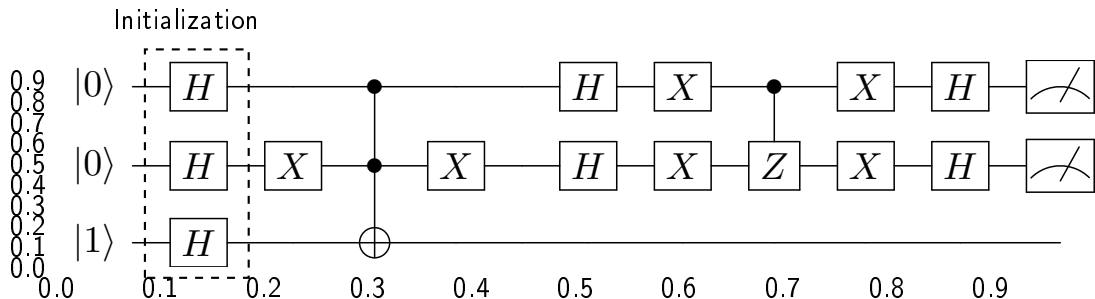 Initialization
0.9 |0⟩ H H X X H
0.8
0.7
0.6
0.5 |0⟩ H X X H X Z X H
0.4
0.3
0.2
0.1 |1⟩ H
0.0
0.0 0.1 0.2 0.3 0.4 0.5 0.6 0.7 0.8 0.9